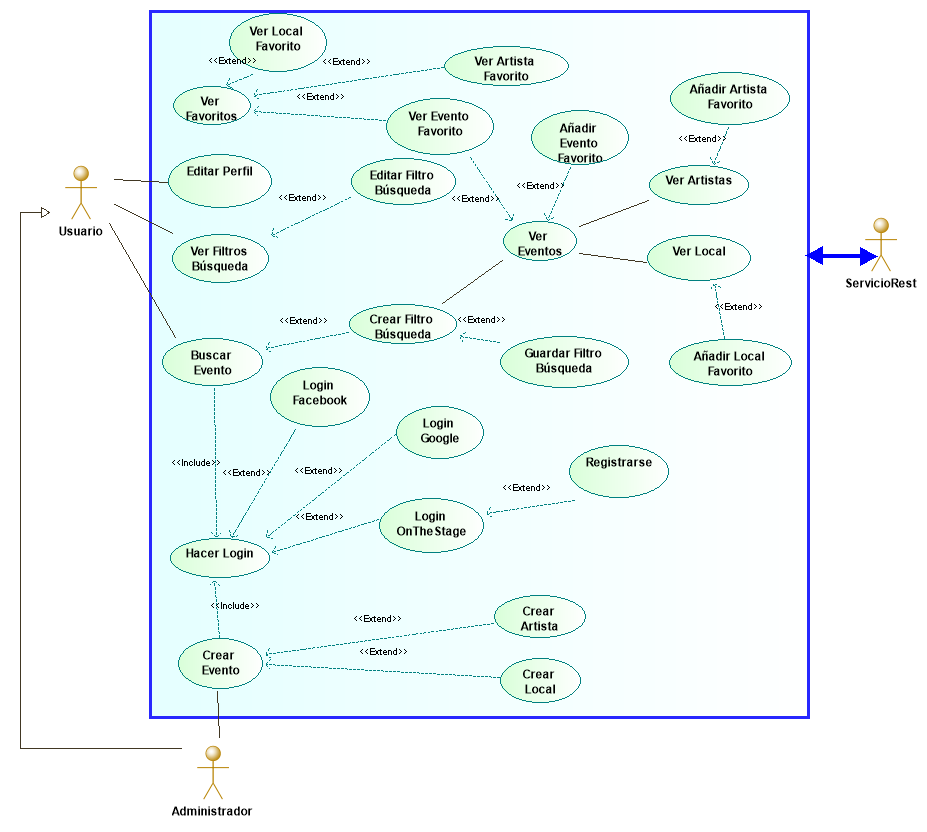 Ver Local
Favorito
<<Extend>>
<<Extend>>
Ver Artista
Favorito
Ver
Favoritos
<<Extend>>
Ver Evento
Favorito
Añadir Artista
Favorito
Añadir
Evento
Favorito
<<Extend>>
Editar Perfil
Editar Filtro
Búsqueda
<<Extend>>
<<Extend>>
<<Extend>>
Ver Artistas
Usuario
Ver Filtros
Búsqueda
Ver
Eventos
Ver Local
ServicioRest
<<Extend>>
Crear Filtro
Búsqueda
<<Extend>>
<<Extend>>
Buscar
Evento
Guardar Filtro
Búsqueda
Añadir Local
Favorito
Login
Facebook
Login
Google
<<Include>>
<<Extend>>
<<Extend>>
Registrarse
<<Extend>>
<<Extend>>
Login
OnTheStage
Hacer Login
<<Include>>
<<Extend>>
Crear
Artista
<<Extend>>
Crear
Evento
Crear
Local
Administrador